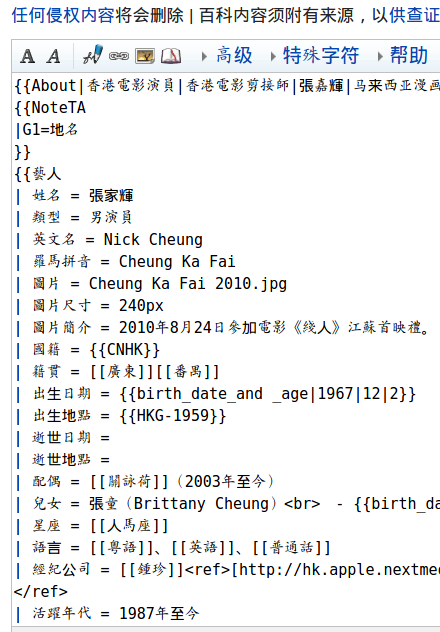 任何侵权内容将会删除 | 百科内容须附有来源，以供查证
A A 高级 特殊字符 帮助
{{About|香港電影演員|香港電影剪接師|張嘉輝|马来西亚漫画
{{NoteTA
|G1=地名
}}
{{藝人
| 姓名 = 張家輝
| 類型 = 男演員
| 英文名 = Nick Cheung
| 羅馬拼音 = Cheung Ka Fai
| 圖片 = Cheung Ka Fai 2010.jpg
| 圖片尺寸 = 240px
| 圖片簡介 = 2010年8月24日參加電影《綫人》江蘇首映禮。
| 國籍 = {{CNHK}}
| 籍貫 = [[廣東]][[番禺]]
| 出生日期 = {{birth_date_and _age|1967|12|2}}
| 出生地點 = {{HKG-1959}}
| 逝世日期 =
| 逝世地點 =
| 配偶 = [[關詠荷]]（2003年至今）
| 兒女 = 張童（Brittany Cheung）<br> - {{birth_da
| 星座 = [[人馬座]]
| 語言 = [[粵語]]、[[英語]]、[[普通話]]
| 經紀公司 = [[鍾珍]]<ref>[http://hk.apple.nextmed
</ref>
| 活躍年代 = 1987年至今